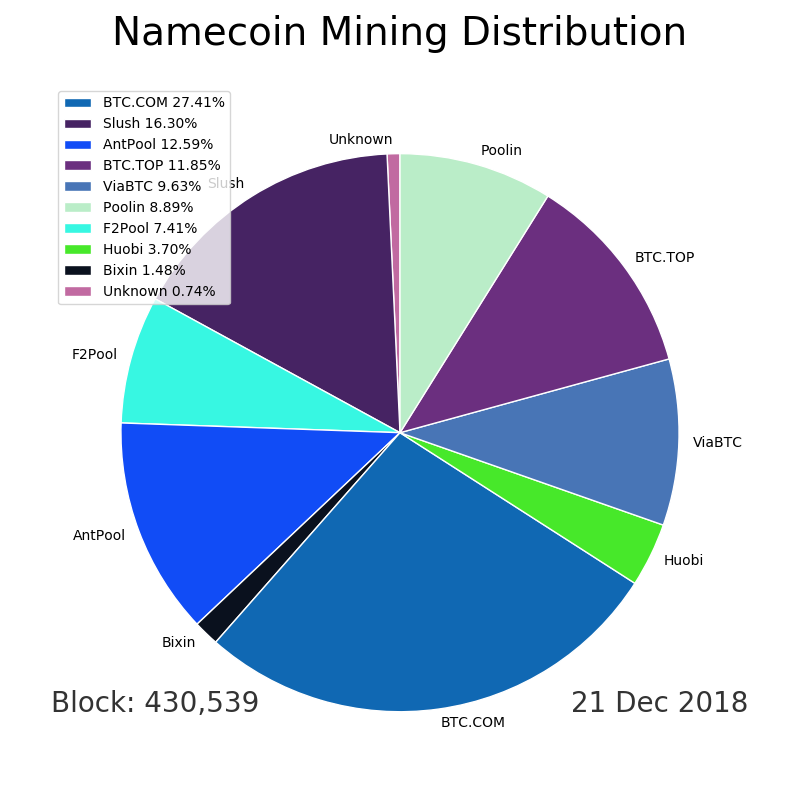 Namecoin Mining Distribution
BTC.COM 27.41%
Slush 16.30%
AntPool 12.59%
BTC.TOP 11.85%
ViaBTC 9.63%
Poolin 8.89%
F2Pool 7.41%
Huobi 3.70%
Bixin 1.48%
Unknown 0.74%
Unknown
Poolin
Slush
BTC.TOP
F2Pool
ViaBTC
AntPool
Huobi
Bixin
BTC.COM
Block: 430,539
21 Dec 2018